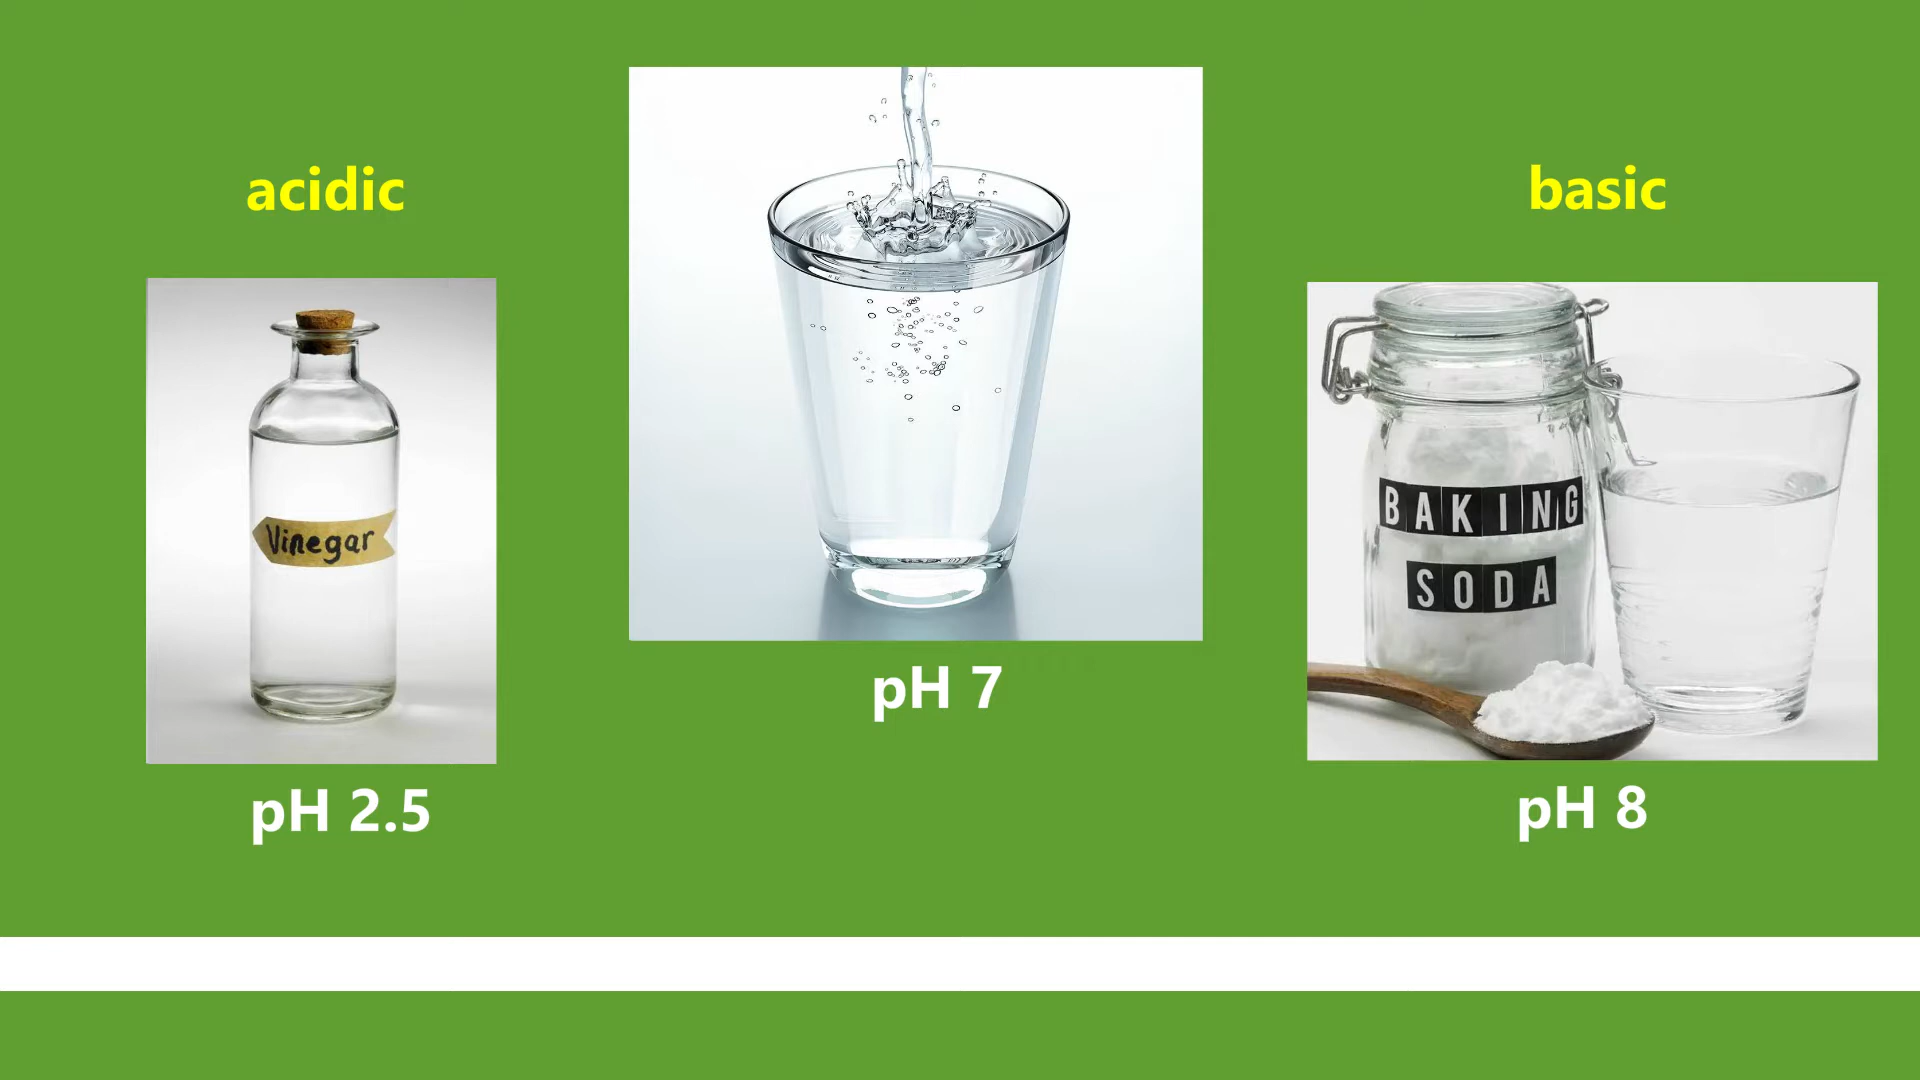 acidic
Vinegar
pH 2.5
pH 7
basic
BAKING
SODA
pH 8